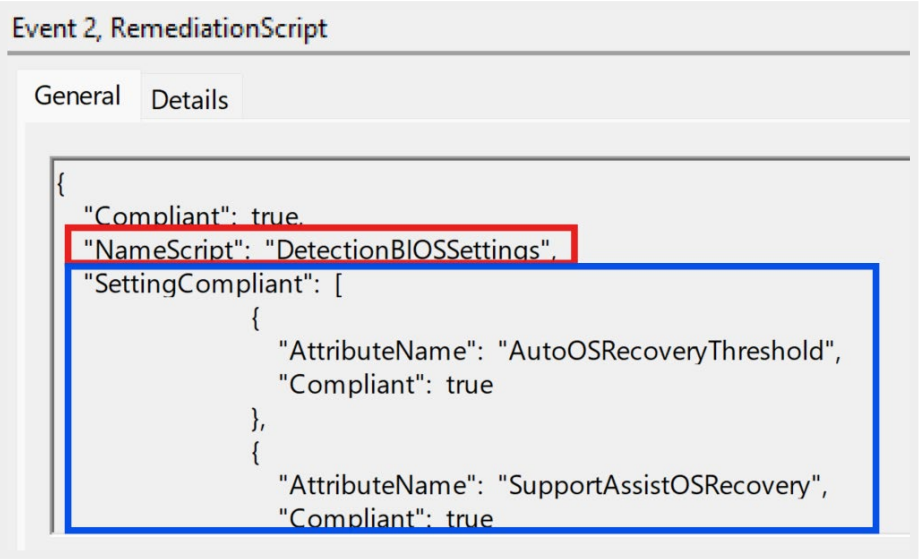 Event 2, RemediationScript
General Details
{
"Compliant": true,
"NameScript": "DetectionBIOSSettings",
"SettingCompliant": [
{
"AttributeName": "AutoOSRecoveryThreshold",
"Compliant": true
},
{
"AttributeName": "SupportAssistOSRecovery",
"Compliant": true